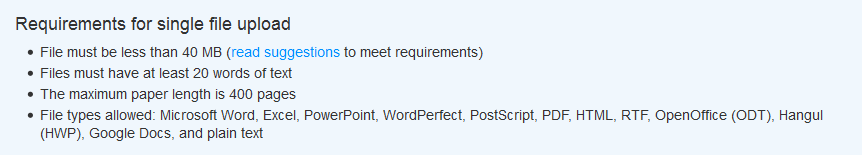 Requirements for single file upload
File must be less than 40 MB (read suggestions to meet requirements)
Files must have at least 20 words of text
The maximum paper length is 400 pages
File types allowed: Microsoft Word, Excel, PowerPoint, WordPerfect, PostScript, PDF, HTML, RTF, OpenOffice (ODT), Hangul
(HWP), Google Docs, and plain text